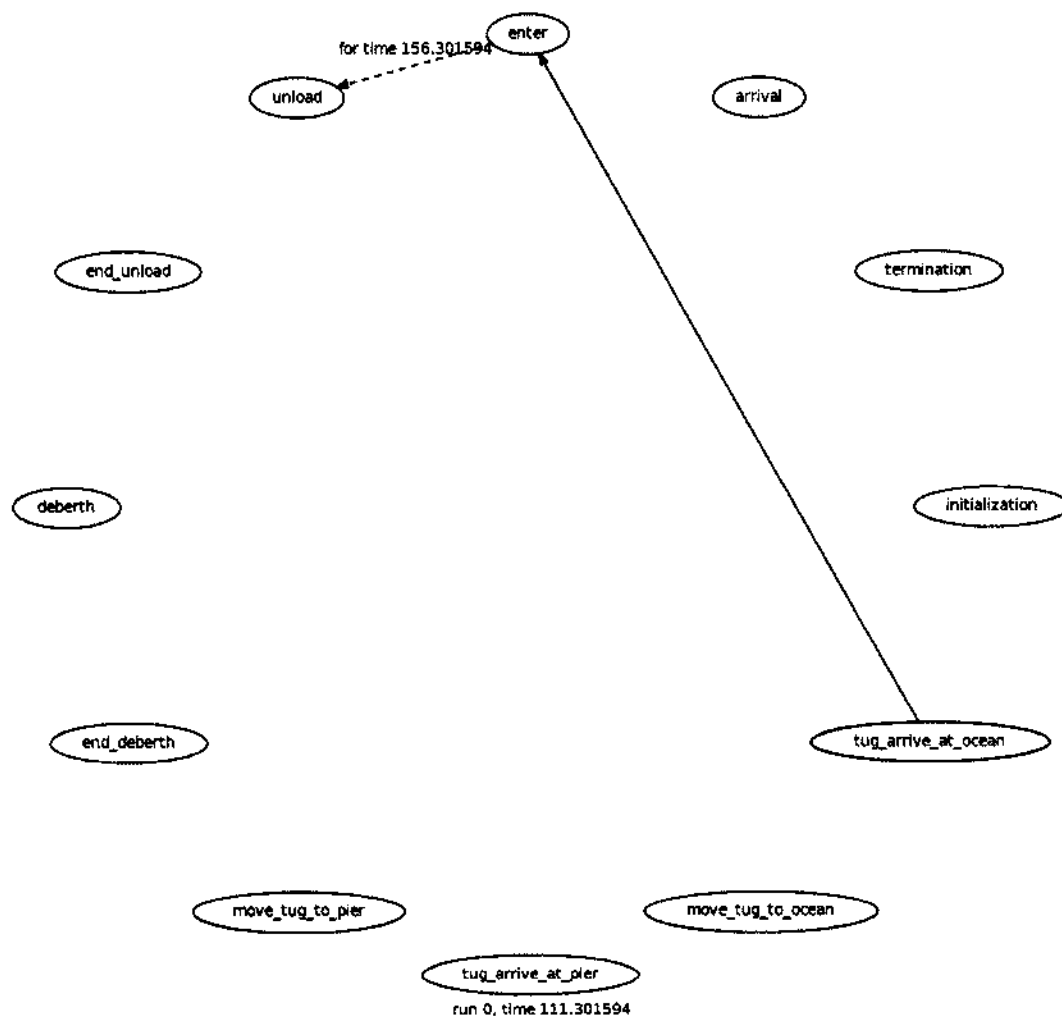 enter
for time 156.301594
unload
arrival
end_unload
termination
deberth
initialization
end_deberth
tug_arrive_at_ocean
move_tug_to_pier
move_tug_to_ocean
tug_arrive_at_pier
run 0, time 111.301594